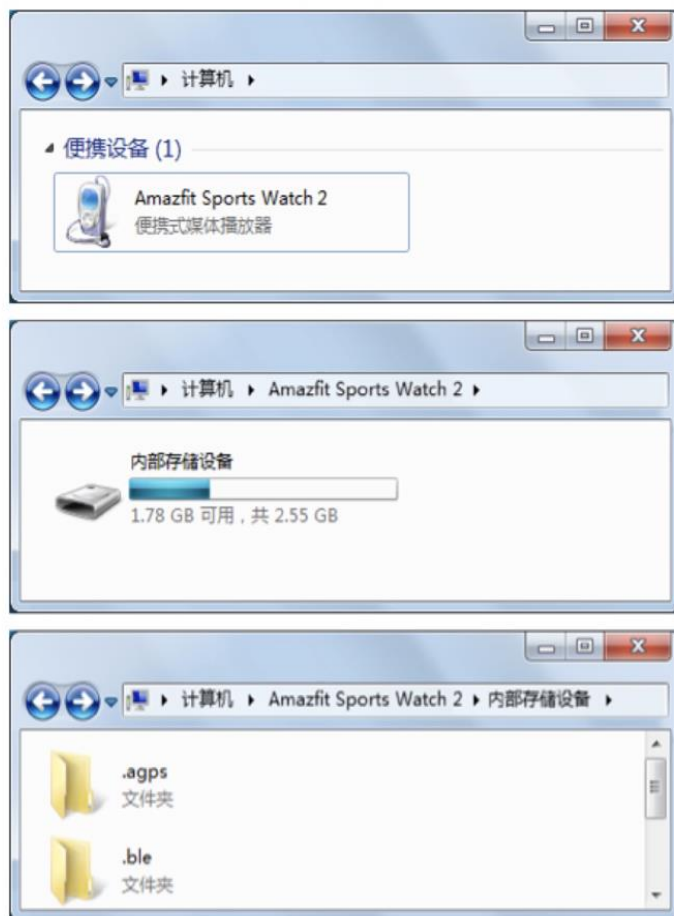 计算机
便携设备 (1)
Amazfit Sports Watch 2
便携式媒体播放器
计算机 Amazfit Sports Watch 2
内部存储设备
1.78 GB 可用，共 2.55 GB
计算机 Amazfit Sports Watch 2 内部存储设备
.agps
文件夹
.ble
文件夹